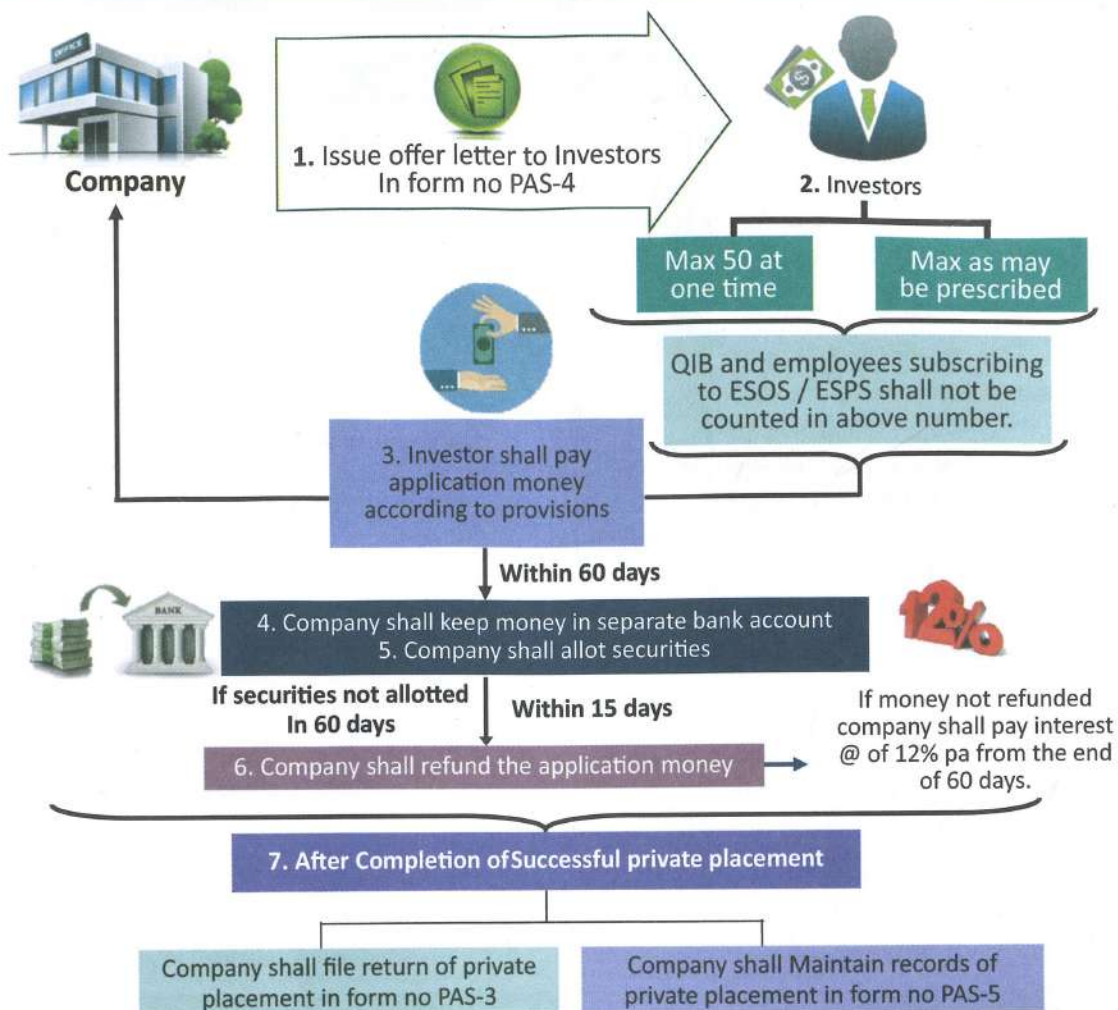 OFFICE
Company
1. Issue offer letter to Investors
In form no PAS-4
2. Investors
Max 50 at
one time
Max as may
be prescribed
QIB and employees subscribing
to ESOS / ESPS shall not be
counted in above number.
3. Investor shall pay
application money
according to provisions
Within 60 days
BANK
4. Company shall keep money in separate bank account
5. Company shall allot securities
12%
If securities not allotted
In 60 days
Within 15 days
If money not refunded
company shall pay interest
@ of 12% pa from the end
of 60 days.
6. Company shall refund the application money
7. After Completion of Successful private placement
Company shall file return of private
placement in form no PAS-3
Company shall Maintain records of
private placement in form no PAS-5